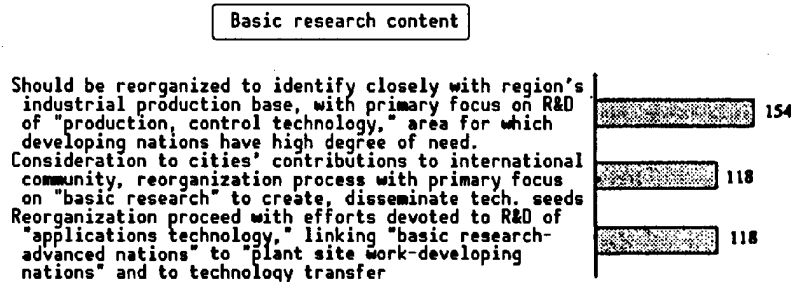 Basic research content
Should be reorganized to identify closely with region's
industrial production base, with primary focus on R&D
of "production, control technology," area for which
developing nations have high degree of need.
154
Consideration to cities' contributions to international
community, reorganization process with primary focus
on "basic research" to create, disseminate tech. seeds
118
Reorganization proceed with efforts devoted to R&D of
"applications technology," linking "basic research-
advanced nations" to "plant site work-developing
nations" and to technology transfer
118